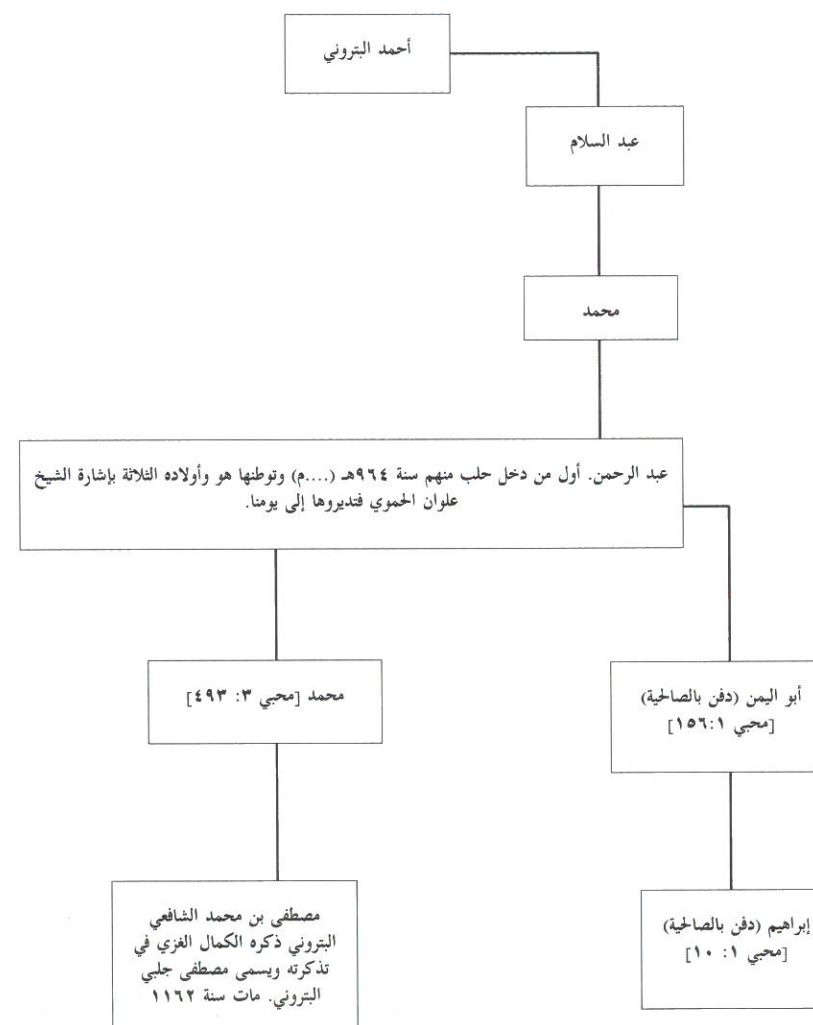 أحمد البتروني
عبد السلام
محمد
عبد الرحمن. أول من دخل حلب منهم سنة ٩٦٤هـ (....م) وتوطنها هو وأولاده الثلاثة بإشارة الشيخ
علوان الحموي فتديروها إلى يومنا.
أبو اليمن (دفن بالصالحية)
[محبي ١٥٦:١]
محمد [محبي ٣: ٤٩٣]
إبراهيم (دفن بالصالحية)
[محبي ١: ١٠]
مصطفى بن محمد الشافعي
البتروني ذكره الكمال الغزي في
تذكرته ويسمى مصطفى جلبي
البتروني. مات سنة ١١٦٢